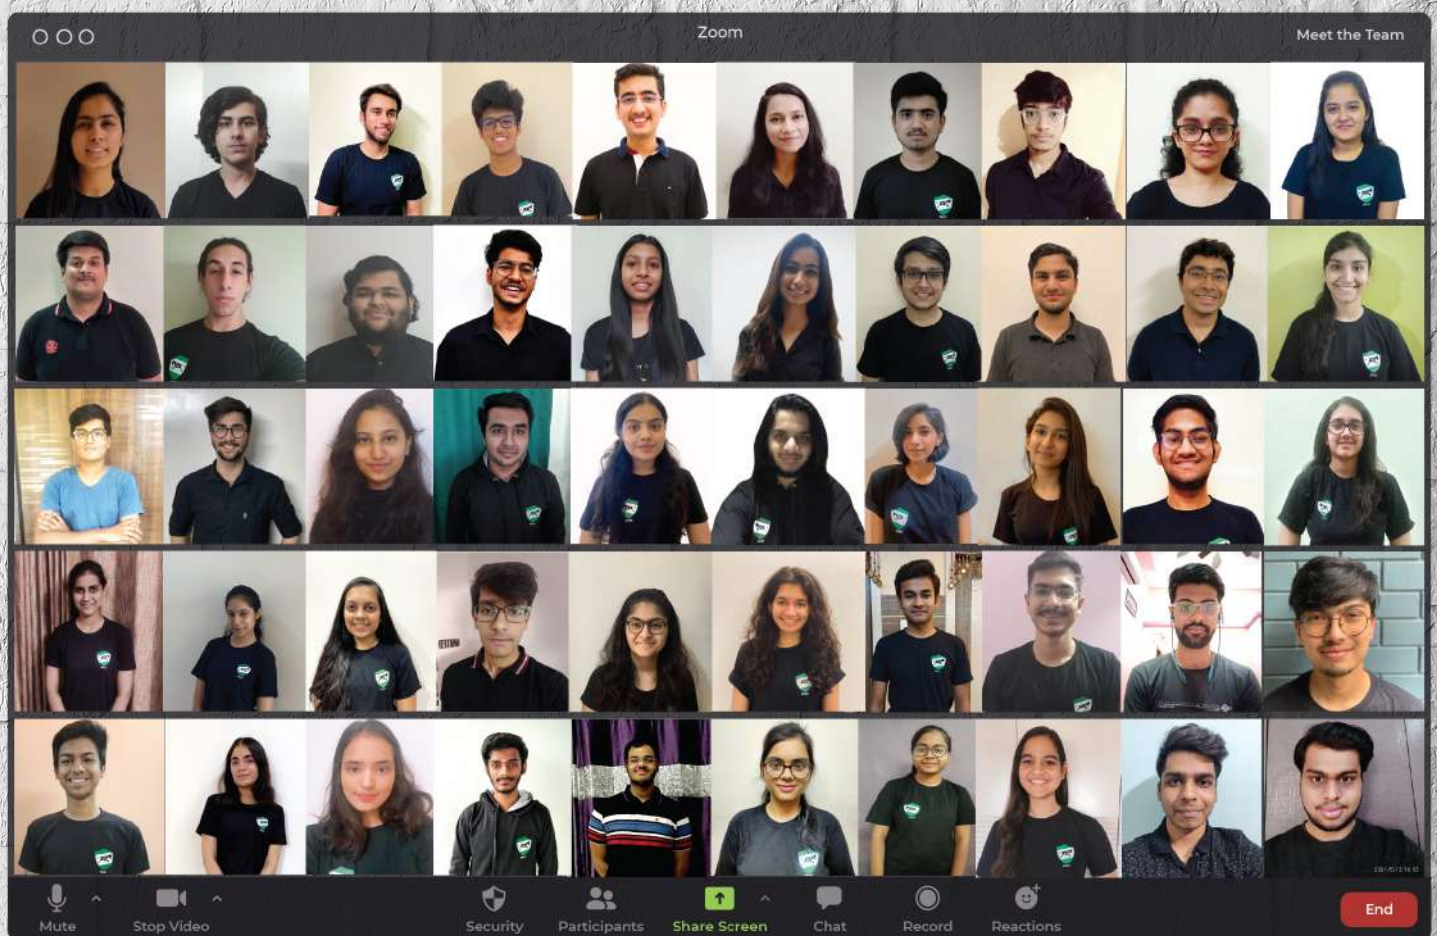 Zoom
Meet the Team
Mute
Stop Video
Security
Participants
Share Screen
Chat
Record
Reactions
End